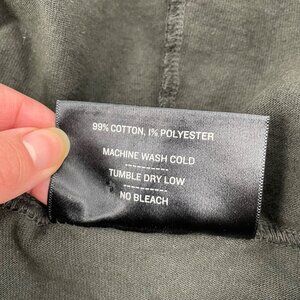 99% COTTON, 1% POLYESTER
MACHINE WASH COLD
TUMBLE DRY LOW
NO BLEACH